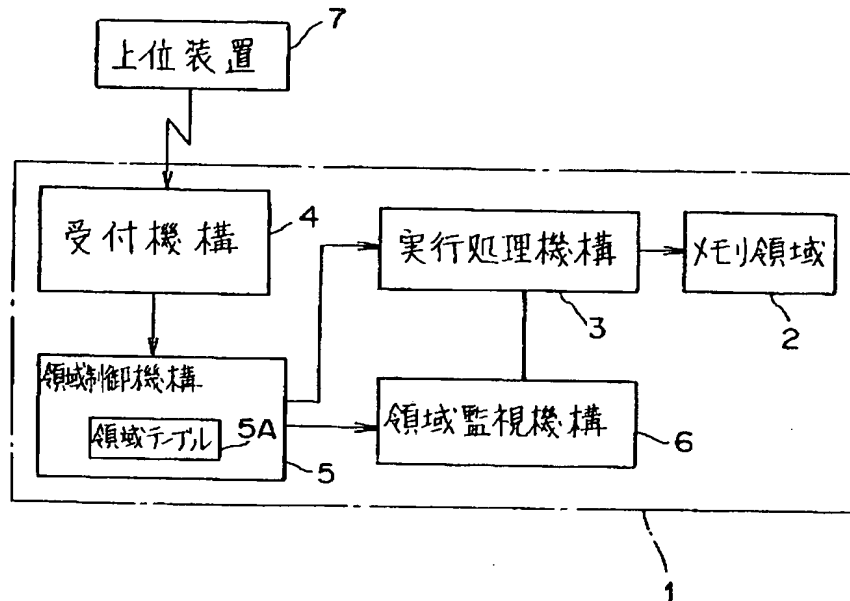 7
上位装置
受付機構
4
実行処理機構
3
メモリ領域
2
領域制御機構
領域テーブル
5A
5
領域監視機構
6
1